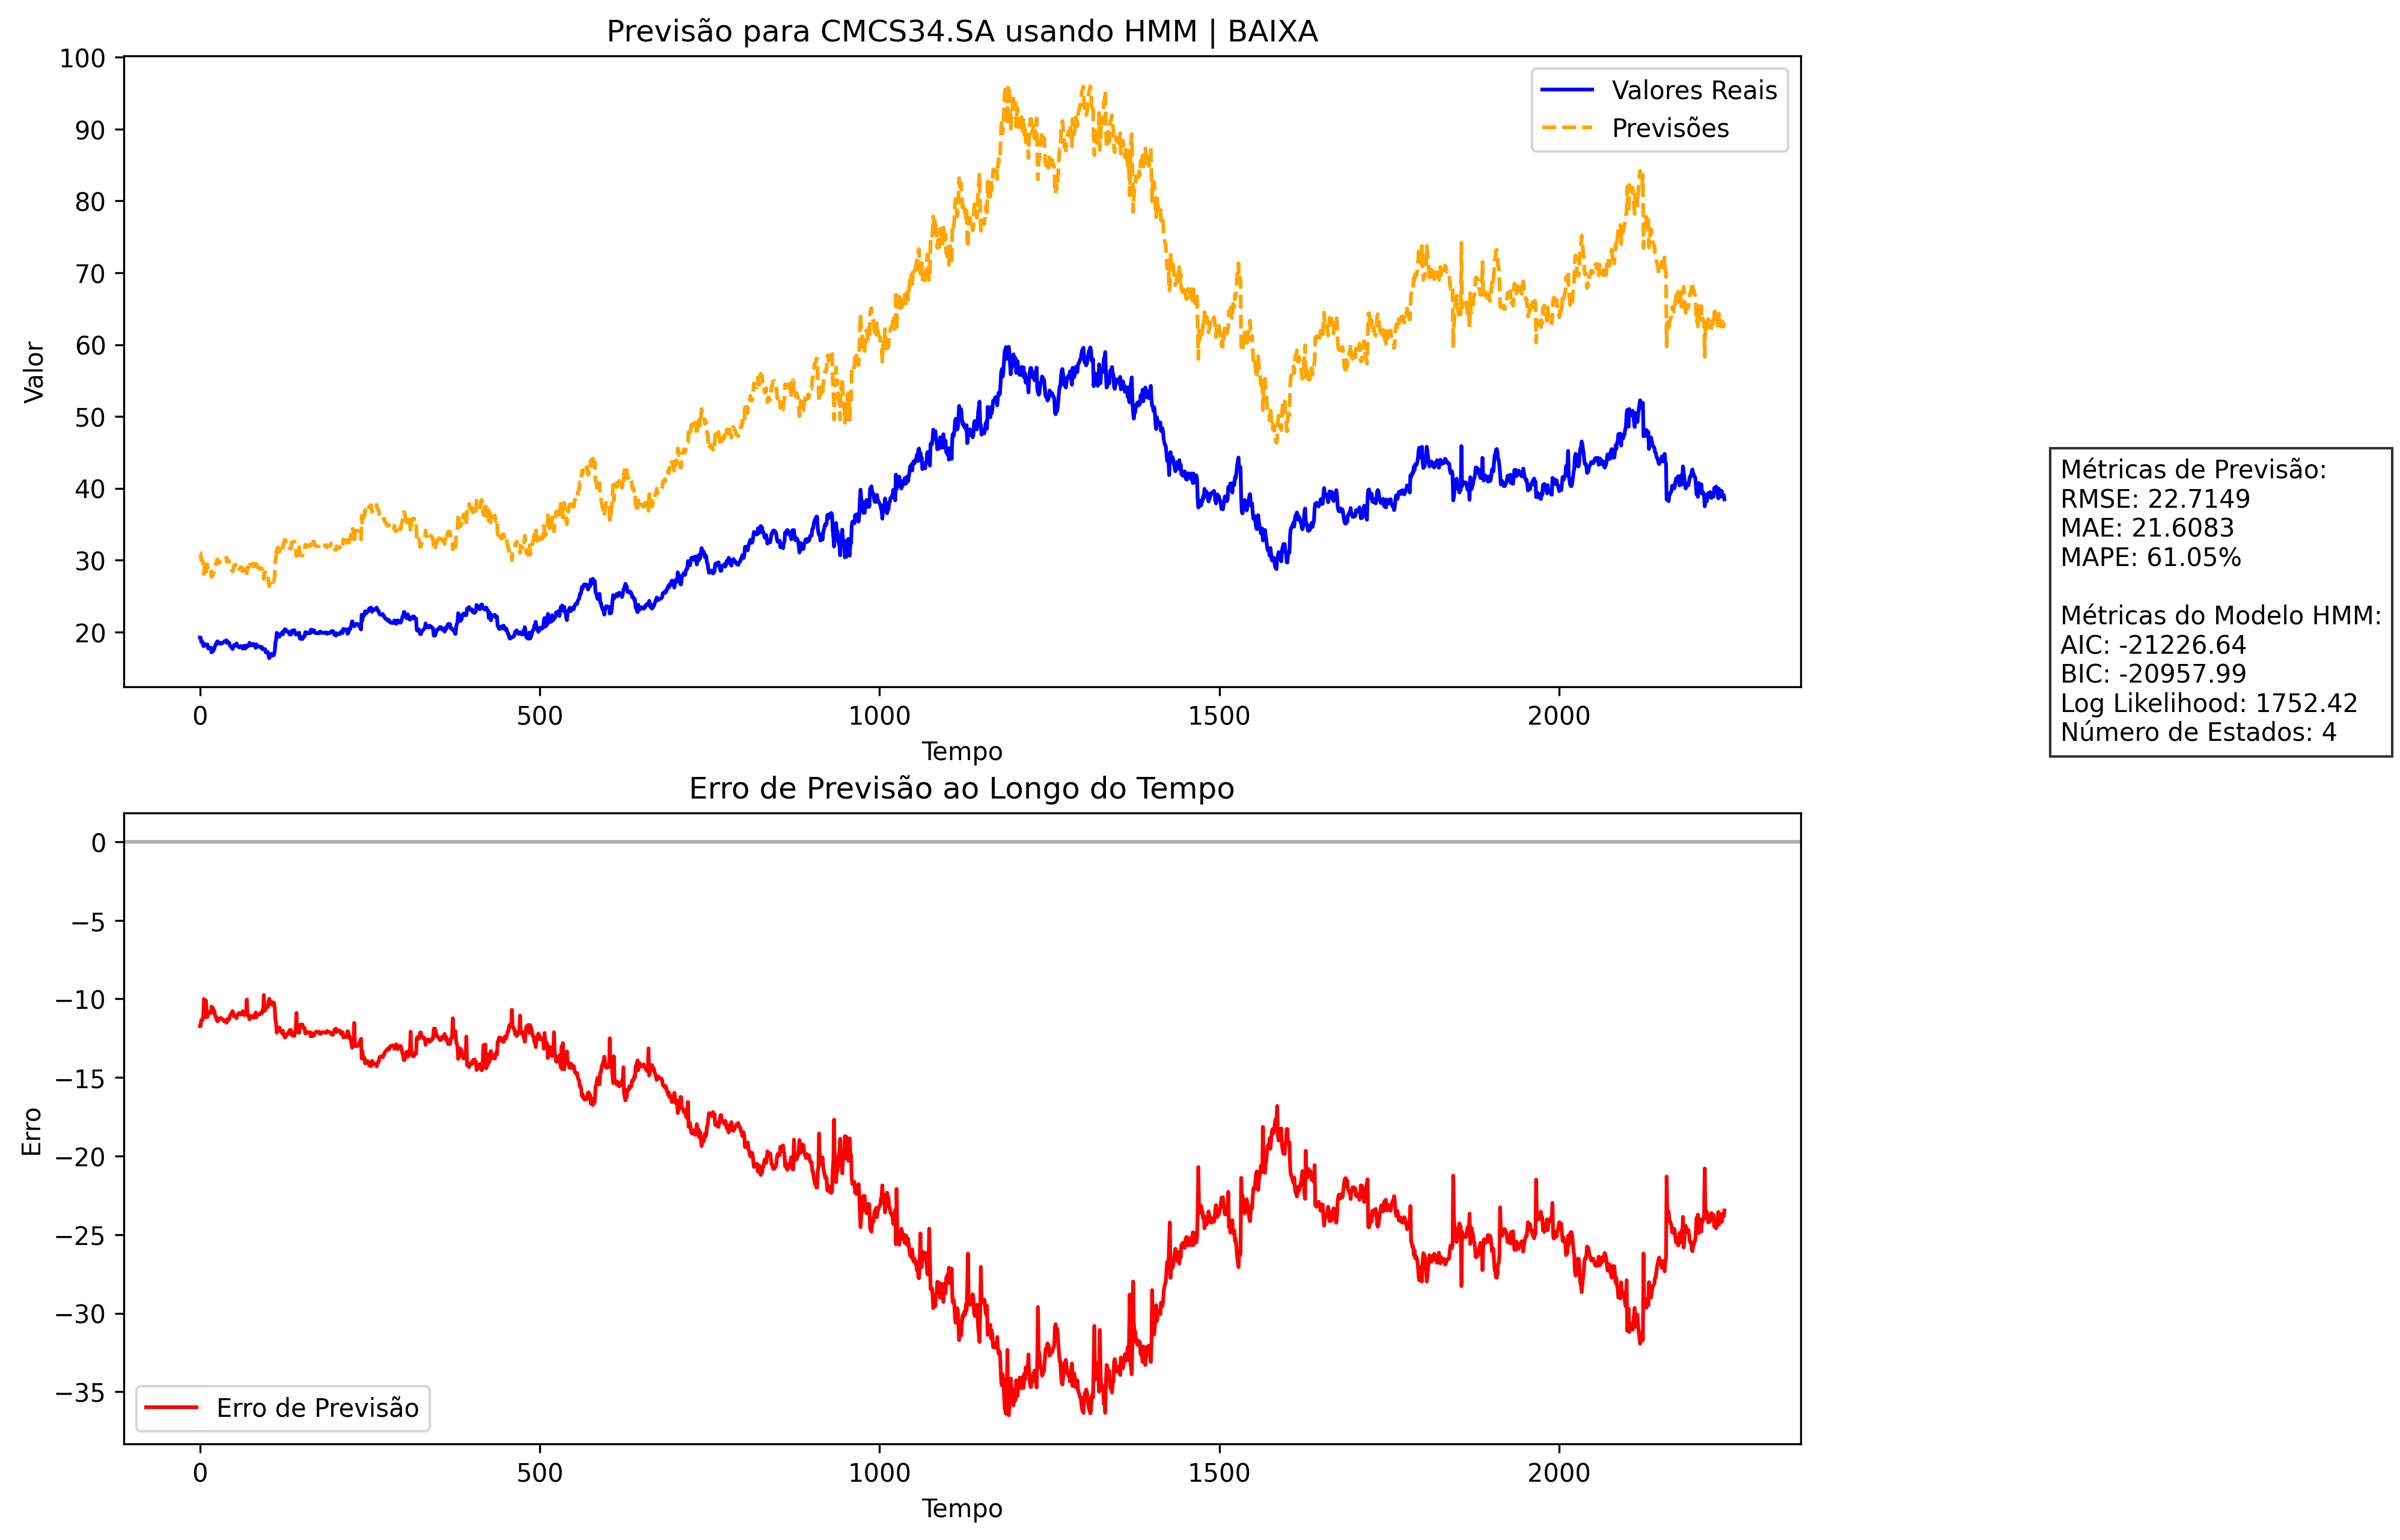 Previsão para CMCS34.SA usando HMM | BAIXA
Valor
100
90
80
70
60
50
40
30
20
Valores Reais
Previsões
0
500
1000
1500
2000
Tempo
Métricas de Previsão:
RMSE: 22.7149
MAE: 21.6083
MAPE: 61.05%
Métricas do Modelo HMM:
AIC: -21226.64
BIC: -20957.99
Log Likelihood: 1752.42
Número de Estados: 4
Erro de Previsão ao Longo do Tempo
Erro
0
−5
−10
−15
−20
−25
−30
−35
Erro de Previsão
0
500
1000
1500
2000
Tempo